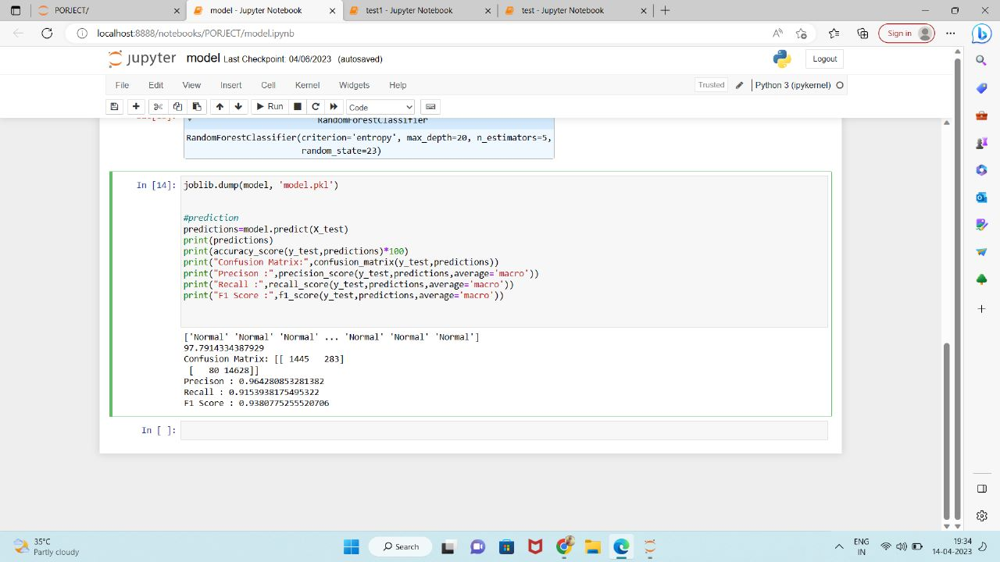 PORJECT/
model - Jupyter Notebook
test1 - Jupyter Notebook
test - Jupyter Notebook
localhost:8888/notebooks/PORJECT/model.ipynb
Sign in
jupyter model Last Checkpoint: 04/06/2023 (autosaved)
Logout
File Edit View Insert Cell Kernel Widgets Help
Trusted
Python 3 (ipykernel)
Run
Code
RandomForestClassifier
RandomForestClassifier(criterion='entropy', max_depth=20, n_estimators=5,
random_state=23)
In [14]: joblib.dump(model, 'model.pkl')
#prediction
predictions=model.predict(X_test)
print(predictions)
print(accuracy_score(y_test,predictions)*100)
print("Confusion Matrix:",confusion_matrix(y_test,predictions))
print("Precison :",precision_score(y_test,predictions,average='macro'))
print("Recall :",recall_score(y_test,predictions,average='macro'))
print("F1 Score :",f1_score(y_test,predictions,average='macro'))
['Normal' 'Normal' 'Normal' ... 'Normal' 'Normal' 'Normal']
97.7914334387929
Confusion Matrix: [[ 1445   283]
[   80 14628]]
Precison : 0.964280853281382
Recall : 0.9153938175495322
F1 Score : 0.9380775255520706
In [ ]:
35°C
Partly cloudy
Search
ENG
IN
19:34
14-04-2023